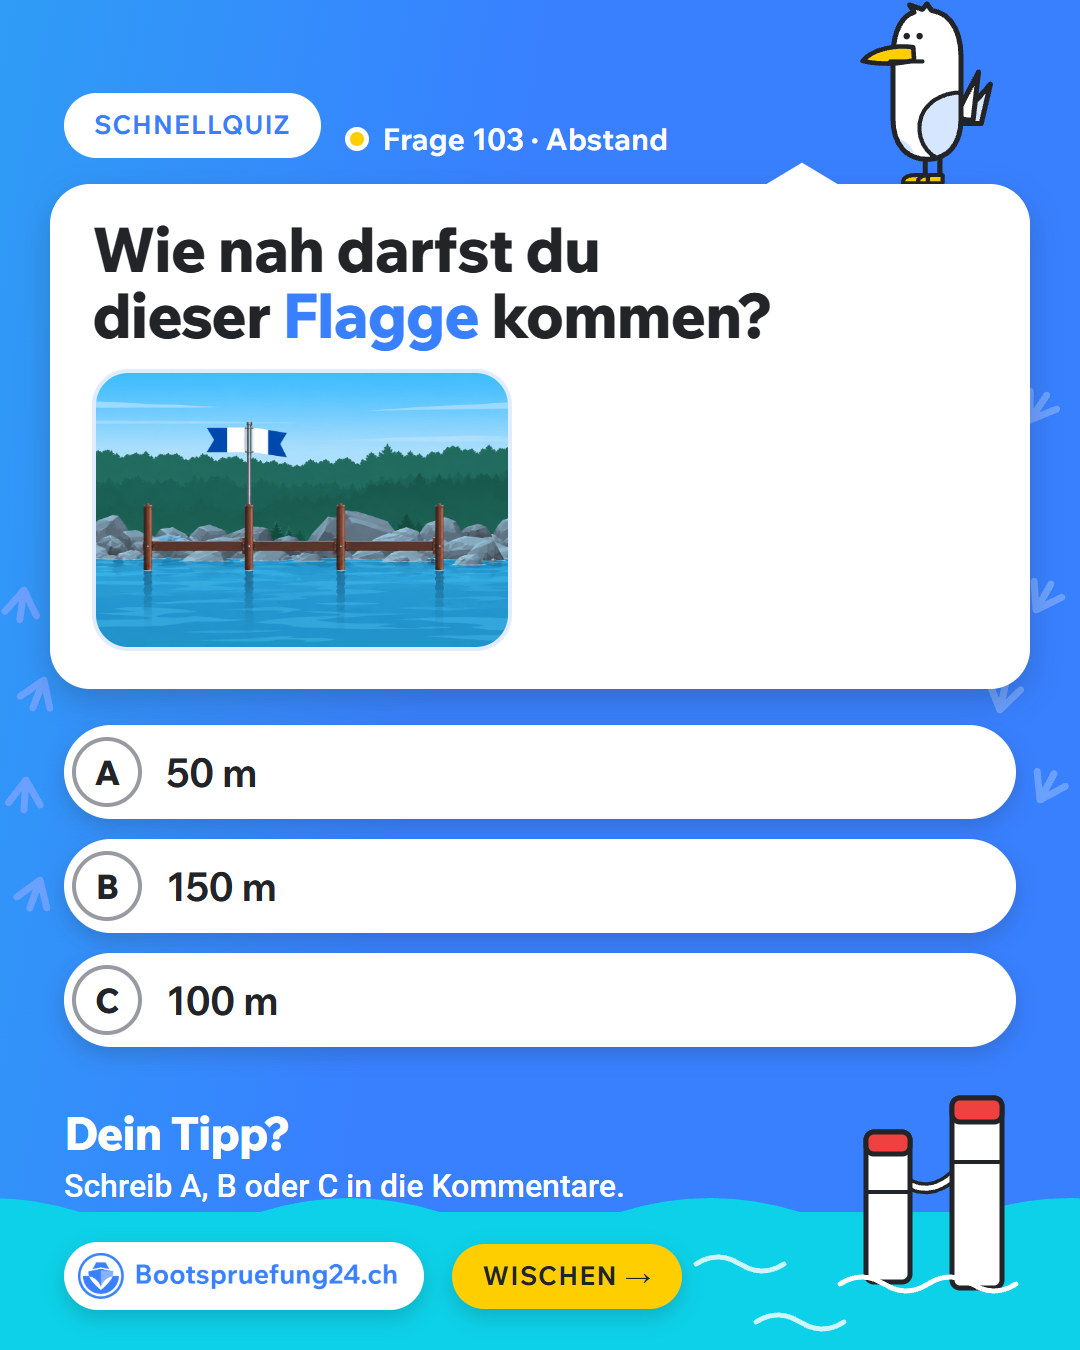 SCHNELLQUIZ
Frage 103 · Abstand
Wie nah darfst du
dieser Flagge kommen?
A 50 m
B 150 m
C 100 m
Dein Tipp?
Schreib A, B oder C in die Kommentare.
Bootspruefung24.ch
WISCHEN →